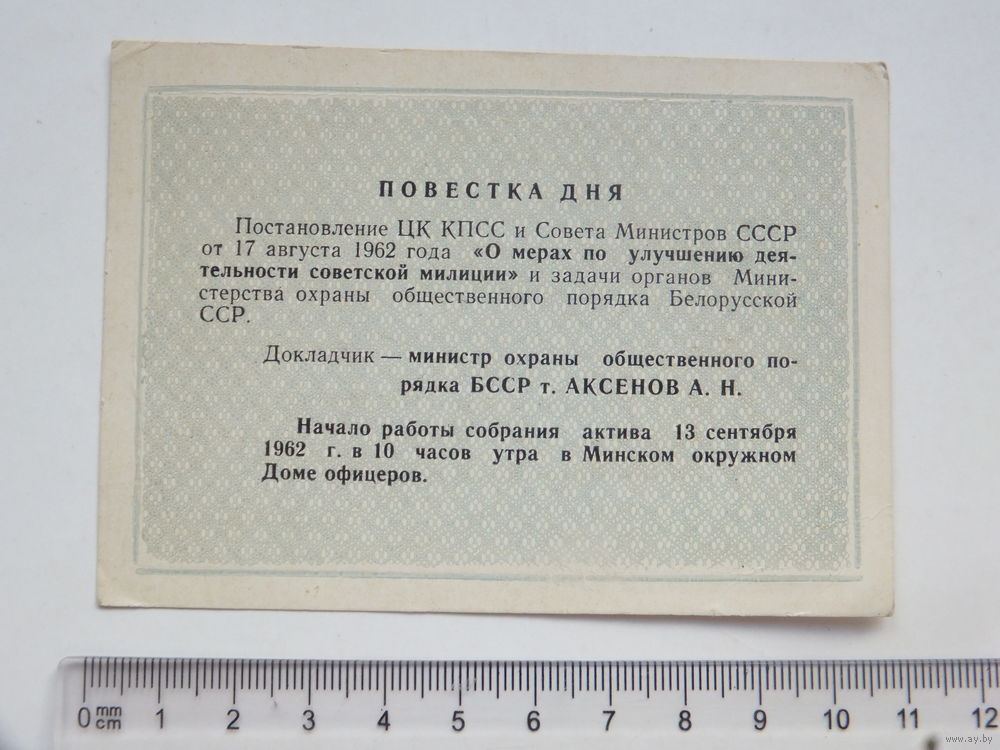 ПОВЕСТКА ДНЯ
Постановление ЦК КПСС и Совета Министров СССР
от 17 августа 1962 года «О мерах по улучшению дея-
тельности советской милиции» и задачи органов Мини-
стерства охраны общественного порядка Белорусской
ССР.
Докладчик — министр охраны общественного по-
рядка БССР т. АКСЕНОВ А. Н.
Начало работы собрания актива 13 сентября
1962 г. в 10 часов утра в Минском окружном
Доме офицеров.
0 mm 1 2 3 4 5 6 7 8 9 10 11 12
cm
www.ay.by